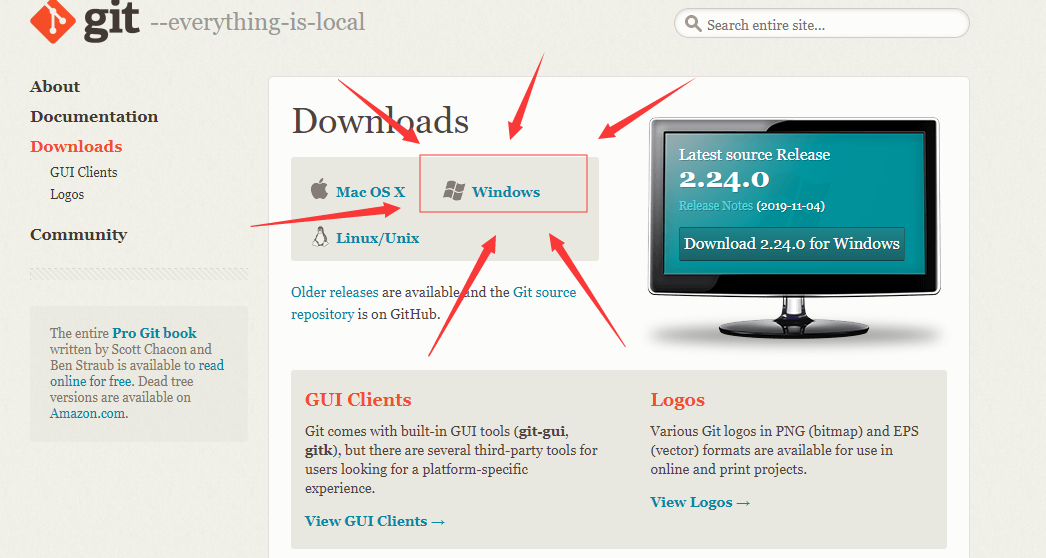 git --everything-is-local
Search entire site...
About
Documentation
Downloads
GUI Clients
Logos
Community
The entire Pro Git book
written by Scott Chacon and
Ben Straub is available to read
online for free. Dead tree
versions are available on
Amazon.com.
Downloads
Mac OS X
Windows
Linux/Unix
Older releases are available and the Git source
repository is on GitHub.
Latest source Release
2.24.0
Release Notes (2019-11-04)
Download 2.24.0 for Windows
GUI Clients
Git comes with built-in GUI tools (git-gui,
gitk), but there are several third-party tools for
users looking for a platform-specific
experience.
View GUI Clients →
Logos
Various Git logos in PNG (bitmap) and EPS
(vector) formats are available for use in
online and print projects.
View Logos →